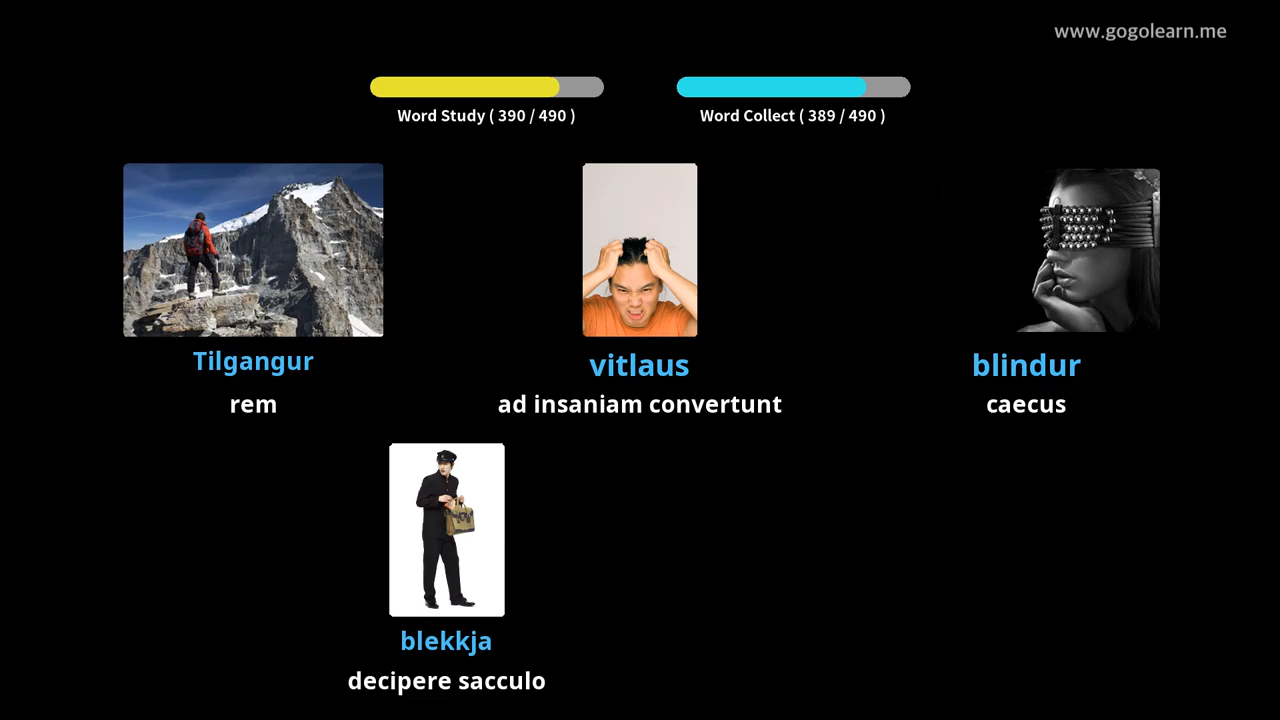 www.gogolearn.me
Word Study ( 390 / 490 )
Word Collect ( 389 / 490 )
Tilgangur
vitlaus
blindur
rem
ad insaniam convertunt
caecus
blekkja
decipere sacculo